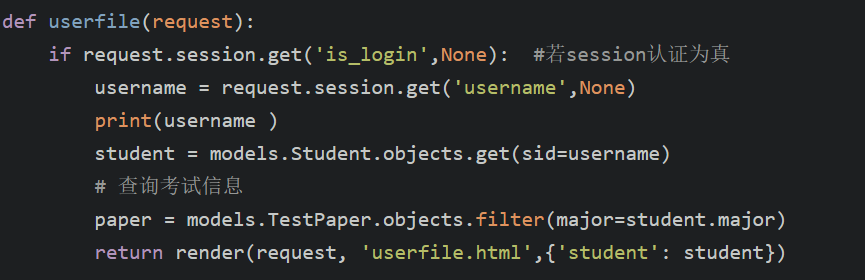 def userfile(request):
    if request.session.get('is_login',None):  #若session认证为真
        username = request.session.get('username',None)
        print(username )
        student = models.Student.objects.get(sid=username)
        # 查询考试信息
        paper = models.TestPaper.objects.filter(major=student.major)
        return render(request, 'userfile.html',{'student': student})